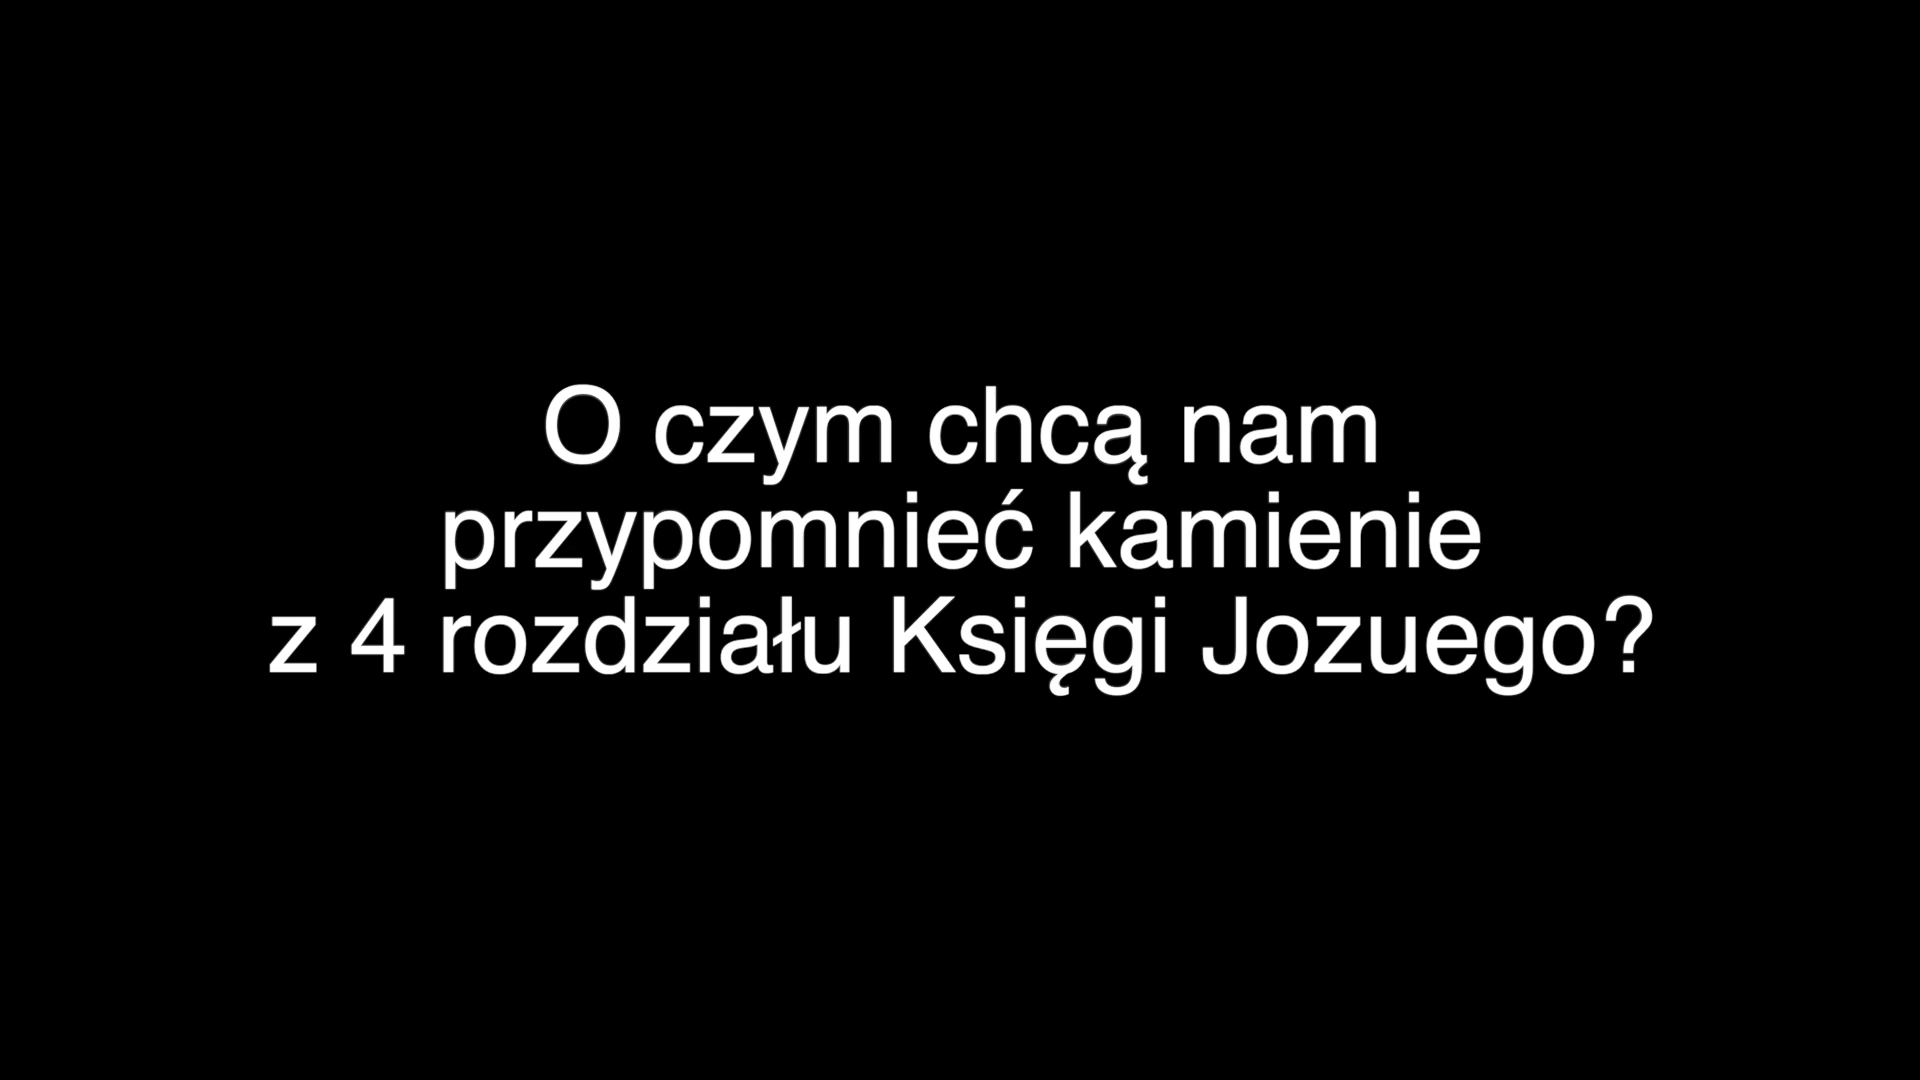 O czym chcą nam
przypomnieć kamienie
z 4 rozdziału Księgi Jozuego?